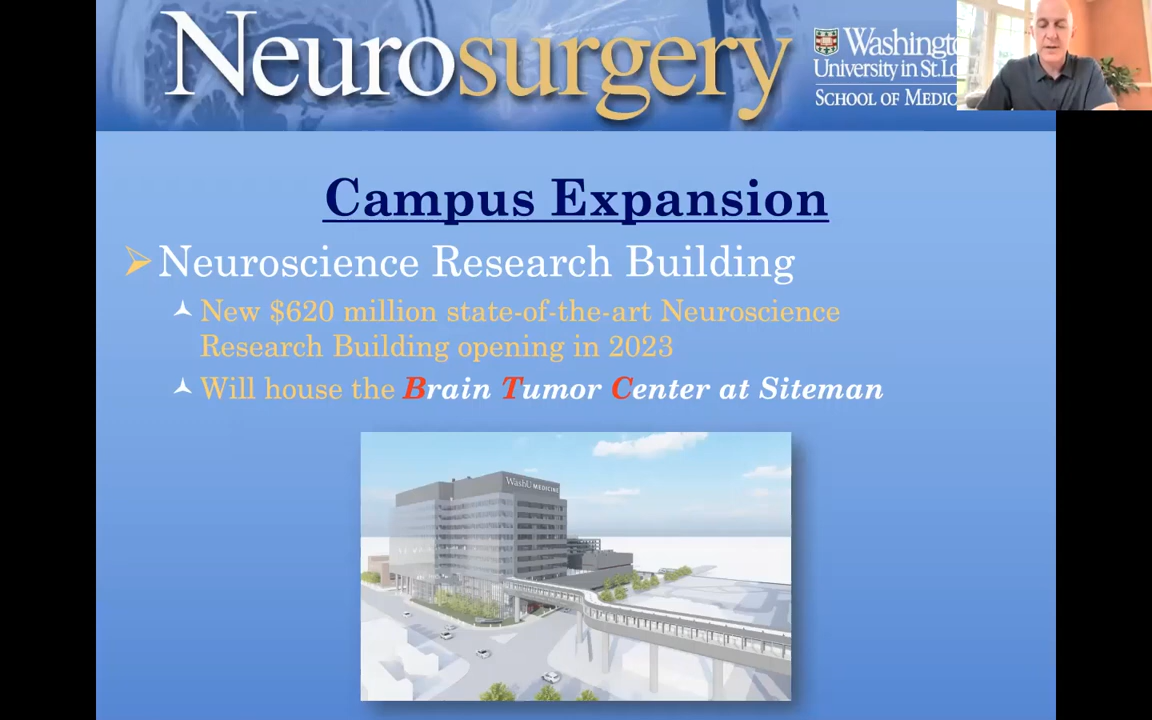 Neurosurgery
Washingto
University in St.Lo
SCHOOL OF MEDIC
Campus Expansion
Neuroscience Research Building
New $620 million state-of-the-art Neuroscience
Research Building opening in 2023
Will house the Brain Tumor Center at Siteman
WashU MEDICINE